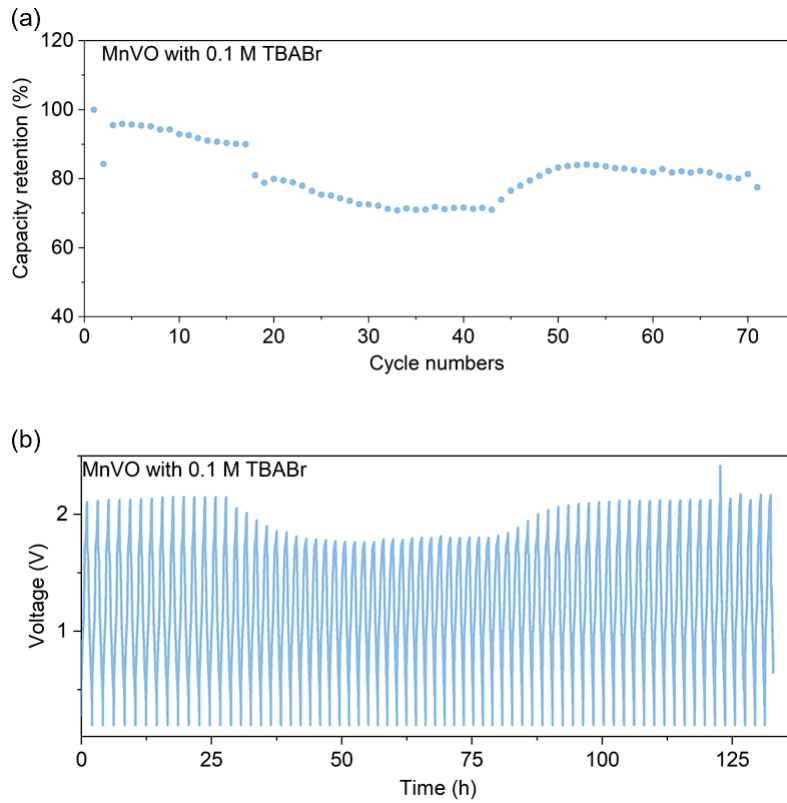 (a)
MnVO with 0.1 M TBABr
Capacity retention (%)
120
100
80
60
40
0 10 20 30 40 50 60 70
Cycle numbers
(b)
MnVO with 0.1 M TBABr
Voltage (V)
2
1
0 25 50 75 100 125
Time (h)